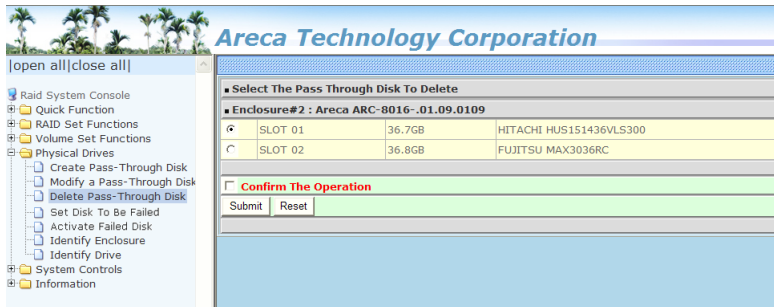 Areca Technology Corporation
|open all|close all|
Raid System Console
Quick Function
RAID Set Functions
Volume Set Functions
Physical Drives
Create Pass-Through Disk
Modify a Pass-Through Disk
Delete Pass-Through Disk
Set Disk To Be Failed
Activate Failed Disk
Identify Enclosure
Identify Drive
System Controls
Information
Select The Pass Through Disk To Delete
Enclosure#2 : Areca ARC-8016-.01.09.0109
SLOT 01 36.7GB HITACHI HUS151436VLS300
SLOT 02 36.8GB FUJITSU MAX3036RC
Confirm The Operation
Submit Reset